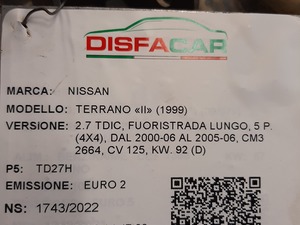 DISFACAR
MARCA: NISSAN
MODELLO: TERRANO «II» (1999)
VERSIONE: 2.7 TDIC, FUORISTRADA LUNGO, 5 P.
(4X4), DAL 2000-06 AL 2005-06, CM3
2664, CV 125, KW. 92 (D)
P5: TD27H
EMISSIONE: EURO 2
NS: 1743/2022